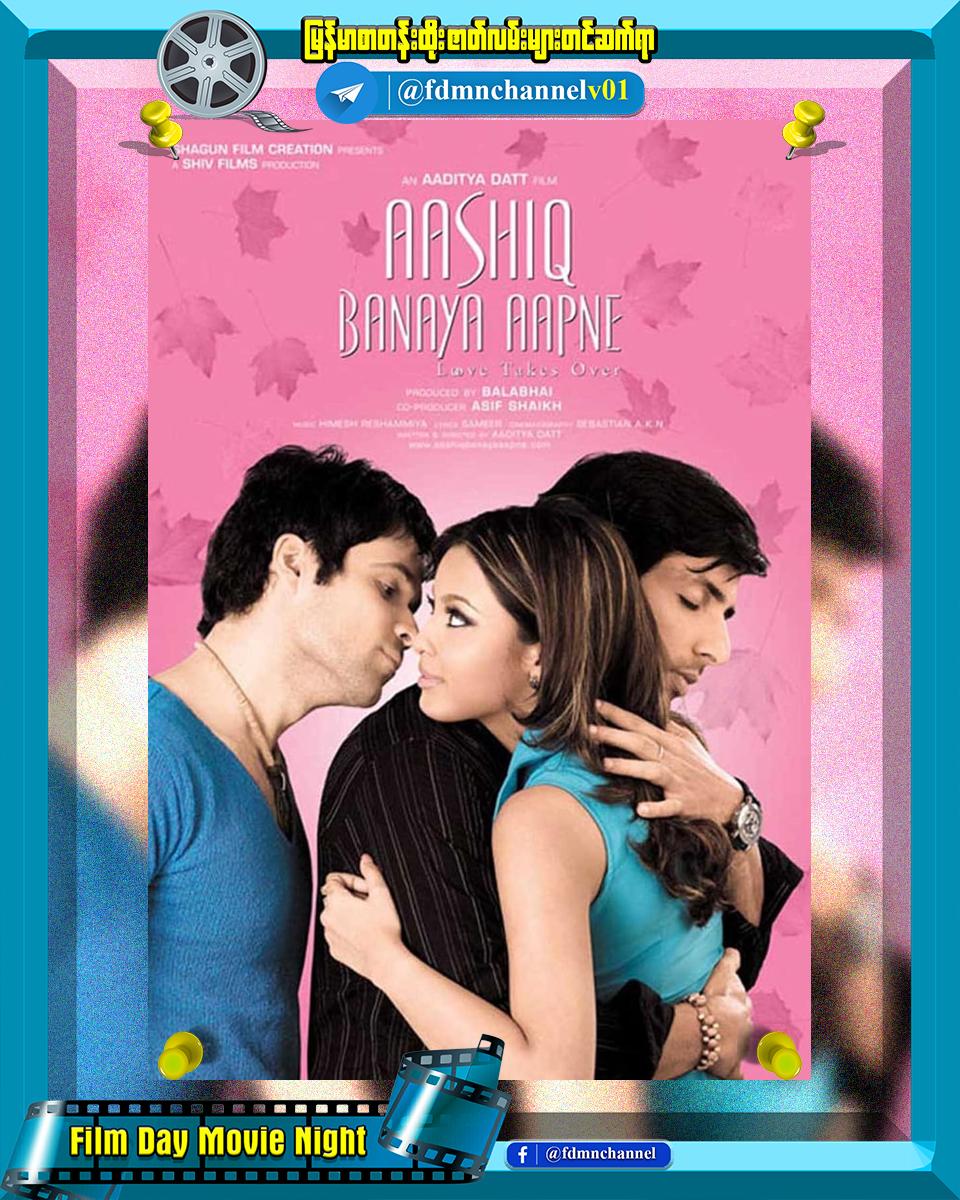 မြန်မာစာတန်းထိုးဇာတ်လမ်းများတင်ဆက်ရာ
@fdmnchannelv01
SHAGUN FILM CREATION PRESENTS
A SHIV FILMS PRODUCTION
AN AADITYA DATT FILM
AASHIQ
BANAYA AAPNE
Love Takes Over
PRODUCED BY BALABHAI
CO-PRODUCER ASIF SHAIKH
MUSIC HIMESH RESHAMMIYA LYRICS SAMEER CINEMATOGRAPHY SEBASTIAN A.K.N
WRITTEN & DIRECTED BY AADITYA DATT
www.aashiqbanayaaapne.com
Film Day Movie Night
f @fdmnchannel